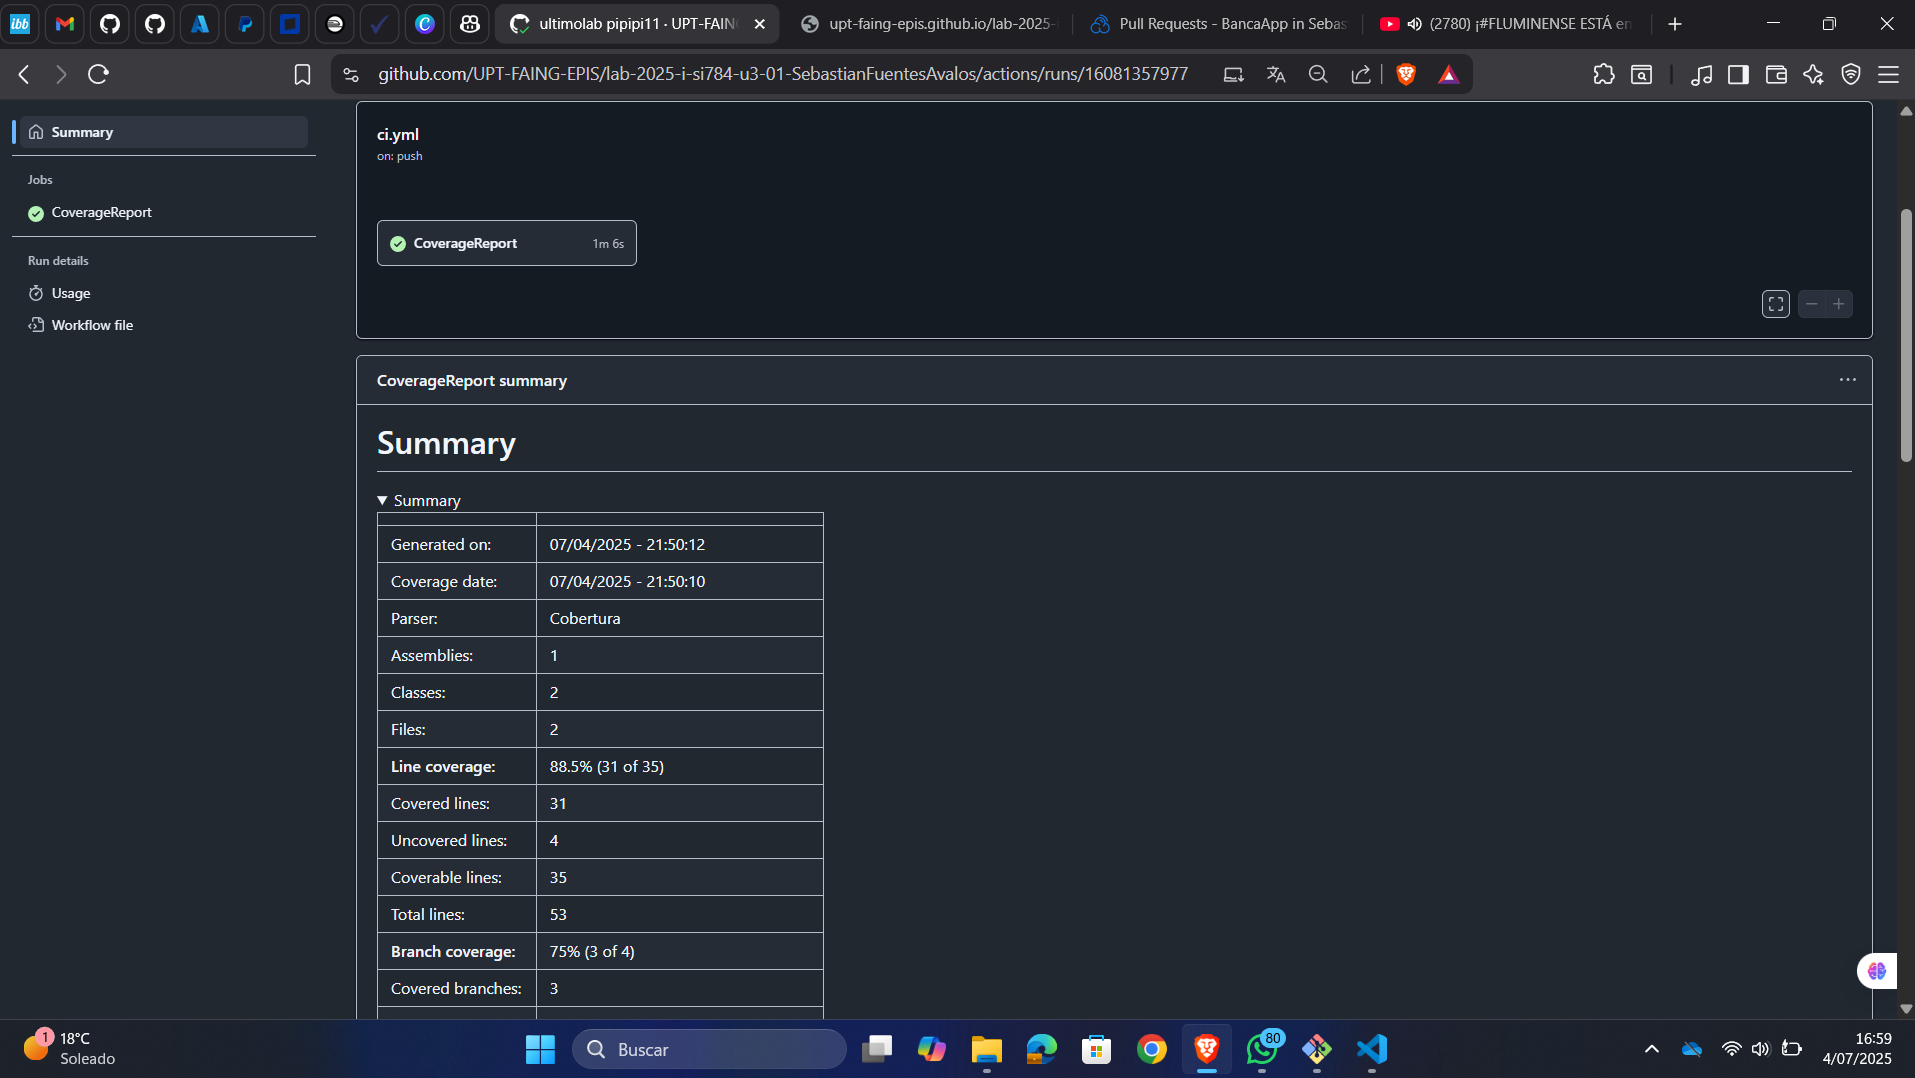 ibb
ultimolab pipipi11 · UPT-FAIN
upt-faing-epis.github.io/lab-2025-
Pull Requests - BancaApp in Sebas
(2780) ¡#FLUMINENSE ESTÁ en
github.com/UPT-FAING-EPIS/lab-2025-i-si784-u3-01-SebastianFuentesAvalos/actions/runs/16081357977
Summary
Jobs
CoverageReport
Run details
Usage
Workflow file
ci.yml
on: push
CoverageReport 1m 6s
CoverageReport summary
Summary
Summary
Generated on: 07/04/2025 - 21:50:12
Coverage date: 07/04/2025 - 21:50:10
Parser: Cobertura
Assemblies: 1
Classes: 2
Files: 2
Line coverage: 88.5% (31 of 35)
Covered lines: 31
Uncovered lines: 4
Coverable lines: 35
Total lines: 53
Branch coverage: 75% (3 of 4)
Covered branches: 3
1
18°C
Soleado
Buscar
80
16:59
4/07/2025